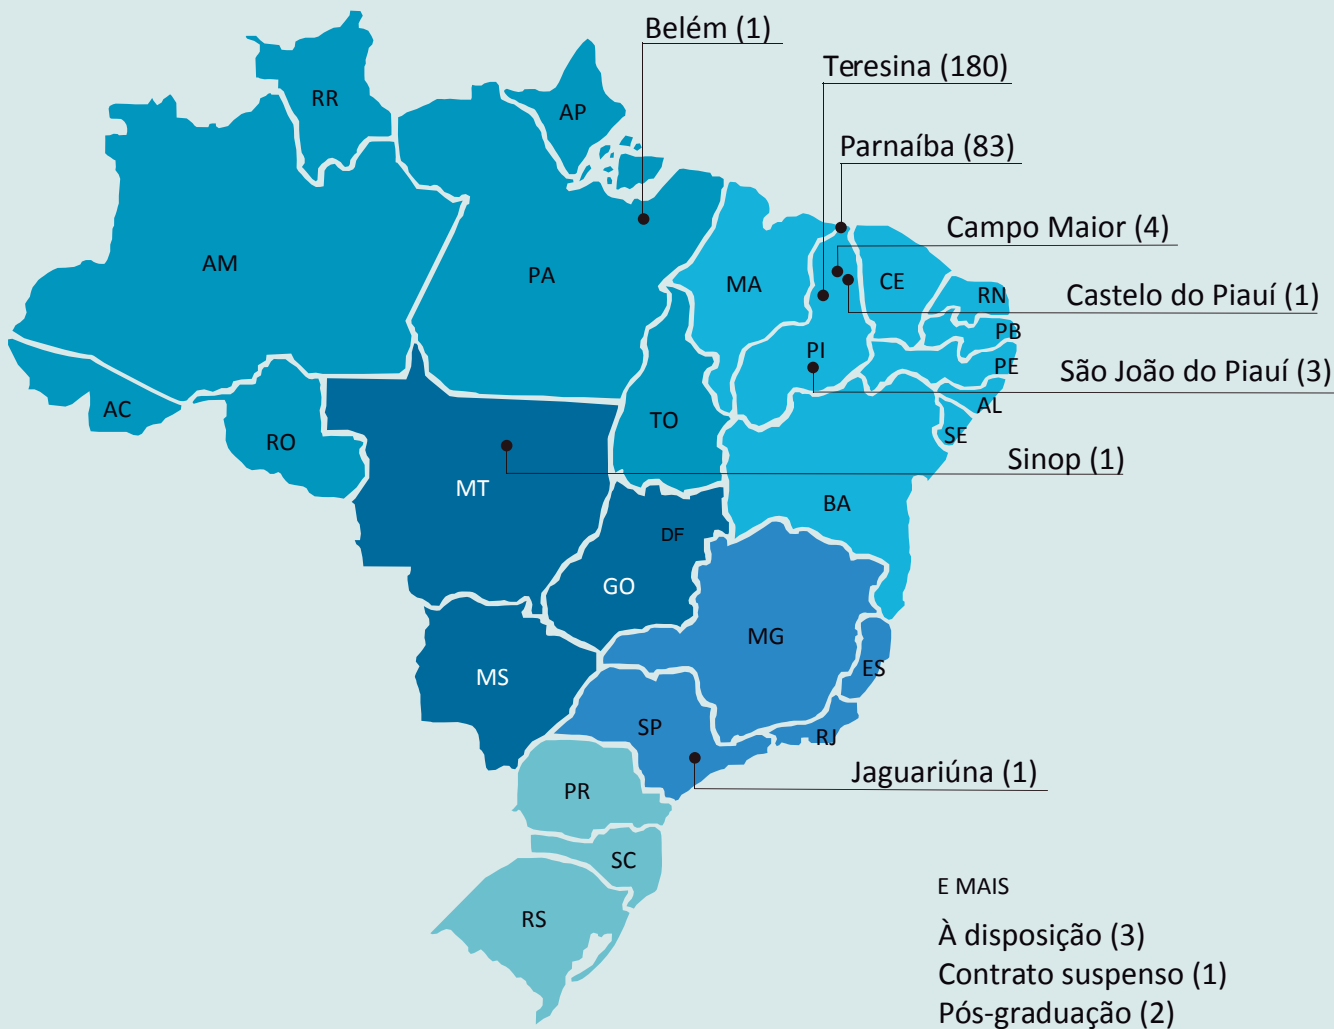 Belém (1)
Teresina (180)
RR
AP
Parnaíba (83)
Campo Maior (4)
AM
PA
MA
CE
RN
Castelo do Piauí (1)
PB
PI
PE
São João do Piauí (3)
AC
TO
AL
RO
SE
Sinop (1)
MT
BA
DF
GO
MG
MS
ES
SP
RJ
Jaguariúna (1)
PR
SC
E MAIS
RS
À disposição (3)
Contrato suspenso (1)
Pós-graduação (2)